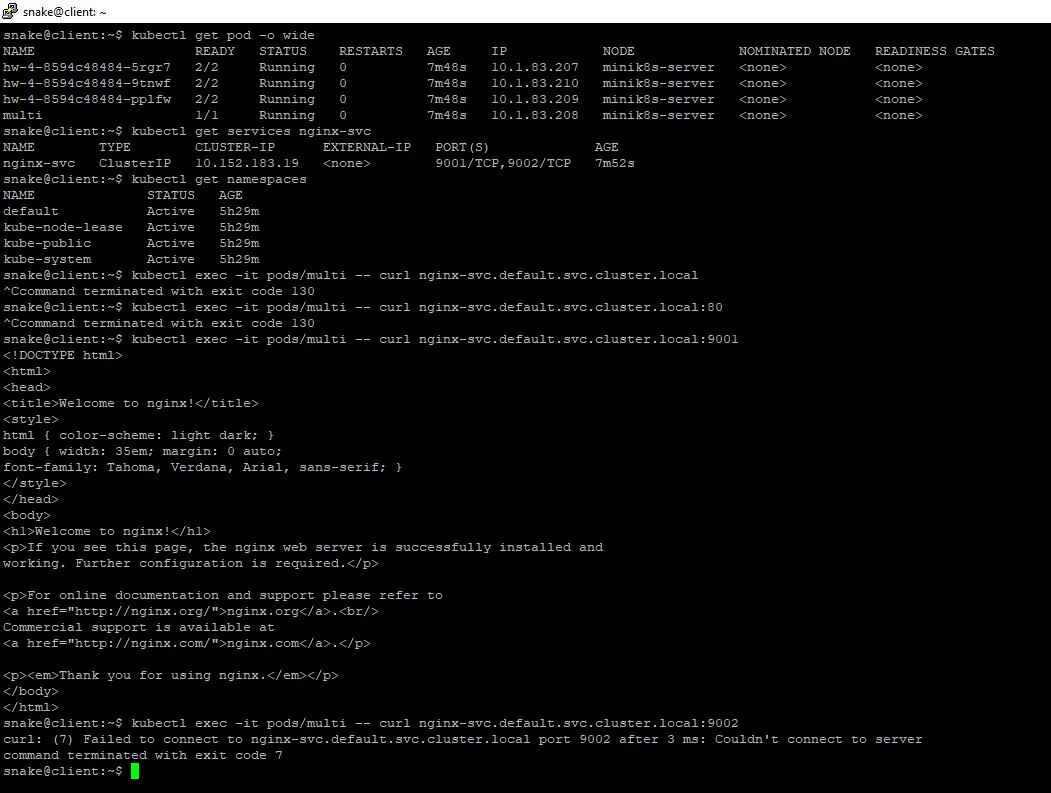 snake@client: ~
snake@client:~$ kubectl get pod -o wide
NAME READY STATUS RESTARTS AGE IP NODE NOMINATED NODE READINESS GATES
hw-4-8594c48484-5rgr7 2/2 Running 0 7m48s 10.1.83.207 minik8s-server <none> <none>
hw-4-8594c48484-9tnwf 2/2 Running 0 7m48s 10.1.83.210 minik8s-server <none> <none>
hw-4-8594c48484-pplfw 2/2 Running 0 7m48s 10.1.83.209 minik8s-server <none> <none>
multi 1/1 Running 0 7m48s 10.1.83.208 minik8s-server <none> <none>
snake@client:~$ kubectl get services nginx-svc
NAME TYPE CLUSTER-IP EXTERNAL-IP PORT(S) AGE
nginx-svc ClusterIP 10.152.183.19 <none> 9001/TCP,9002/TCP 7m52s
snake@client:~$ kubectl get namespaces
NAME STATUS AGE
default Active 5h29m
kube-node-lease Active 5h29m
kube-public Active 5h29m
kube-system Active 5h29m
snake@client:~$ kubectl exec -it pods/multi -- curl nginx-svc.default.svc.cluster.local
^Ccommand terminated with exit code 130
snake@client:~$ kubectl exec -it pods/multi -- curl nginx-svc.default.svc.cluster.local:80
^Ccommand terminated with exit code 130
snake@client:~$ kubectl exec -it pods/multi -- curl nginx-svc.default.svc.cluster.local:9001
<!DOCTYPE html>
<html>
<head>
<title>Welcome to nginx!</title>
<style>
html { color-scheme: light dark; }
body { width: 35em; margin: 0 auto;
font-family: Tahoma, Verdana, Arial, sans-serif; }
</style>
</head>
<body>
<h1>Welcome to nginx!</h1>
<p>If you see this page, the nginx web server is successfully installed and
working. Further configuration is required.</p>

<p>For online documentation and support please refer to
<a href="http://nginx.org/">nginx.org</a>.<br/>
Commercial support is available at
<a href="http://nginx.com/">nginx.com</a>.</p>

<p><em>Thank you for using nginx.</em></p>
</body>
</html>
snake@client:~$ kubectl exec -it pods/multi -- curl nginx-svc.default.svc.cluster.local:9002
curl: (7) Failed to connect to nginx-svc.default.svc.cluster.local port 9002 after 3 ms: Couldn't connect to server
command terminated with exit code 7
snake@client:~$